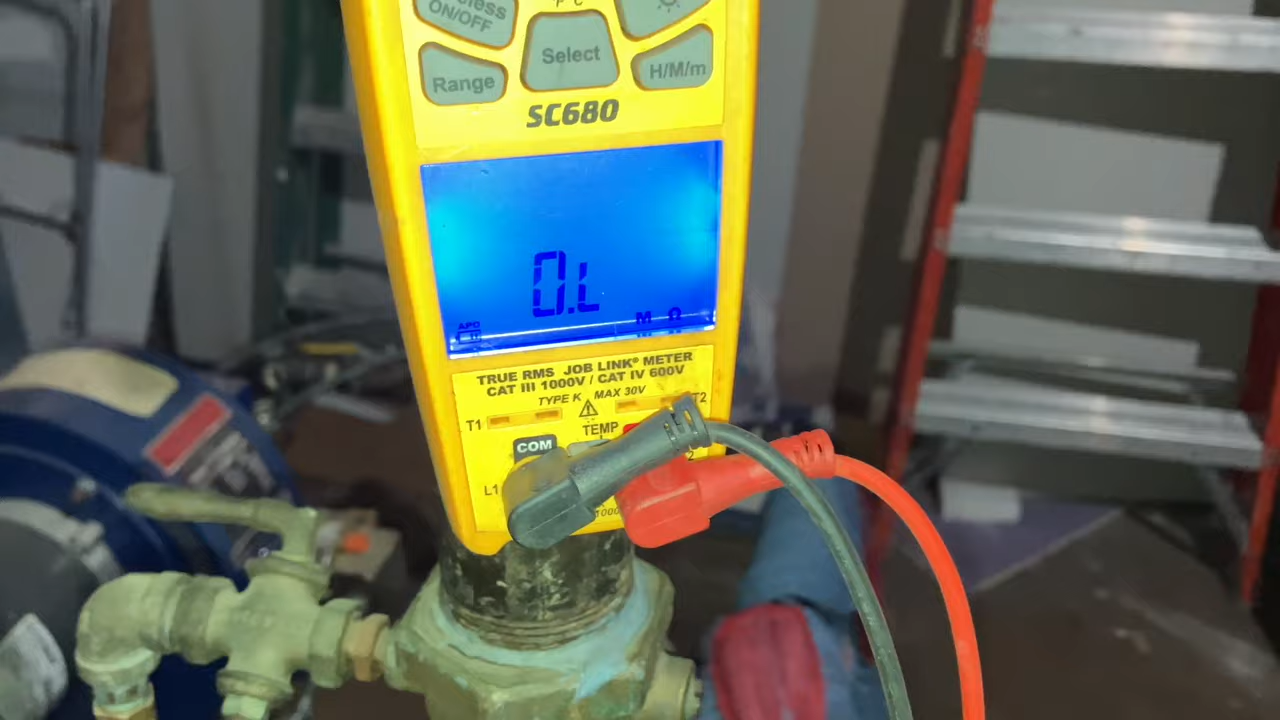 ON/OFF
°F °C
Select
Range
H/M/m
SC680
0.L
APO
M Ω
TRUE RMS JOB LINK® METER
CAT III 1000V / CAT IV 600V
TYPE K MAX 30V
T1
T2
TEMP
COM
L1